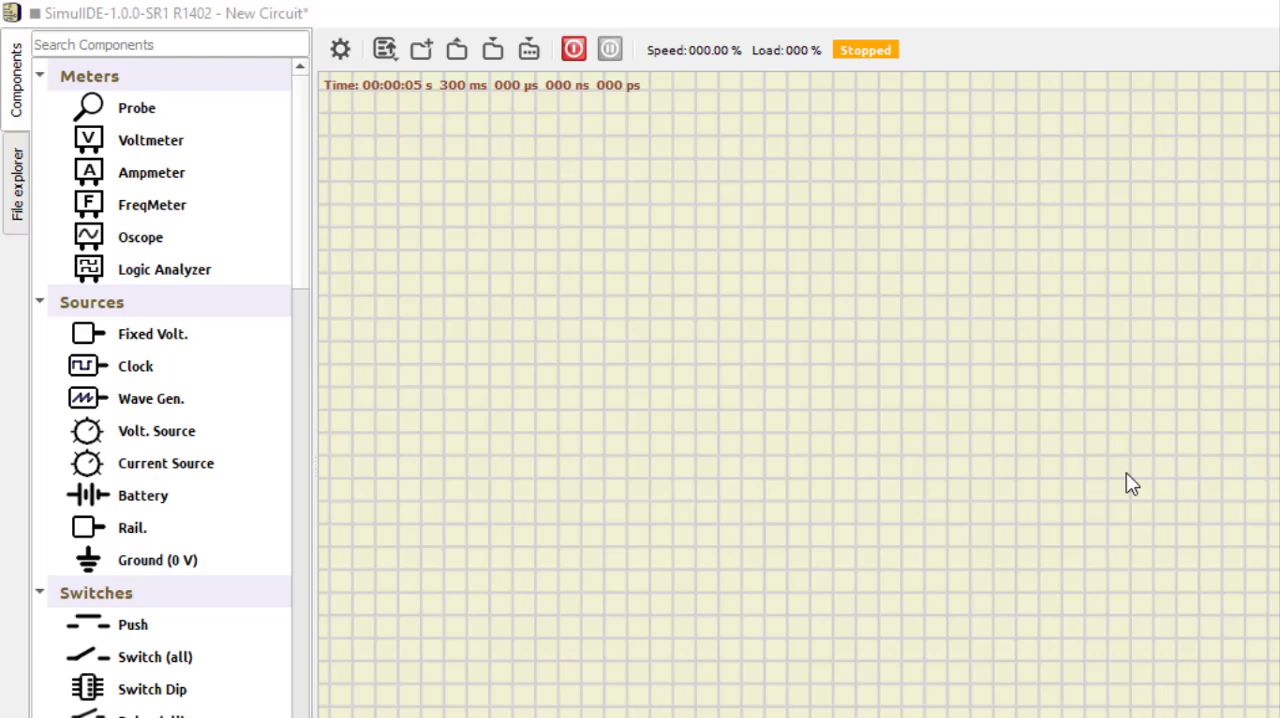 SimulIDE-1.0.0-SR1 R1402 - New Circuit*
Components
File explorer
Search Components
Speed:000.00 % Load:000 % Stopped
Time: 00:00:05 s 300 ms 000 µs 000 ns 000 ps
Meters
Probe
V Voltmeter
A Ampmeter
F FreqMeter
Oscope
Logic Analyzer
Sources
Fixed Volt.
Clock
Wave Gen.
Volt. Source
Current Source
Battery
Rail.
Ground (0 V)
Switches
Push
Switch (all)
Switch Dip